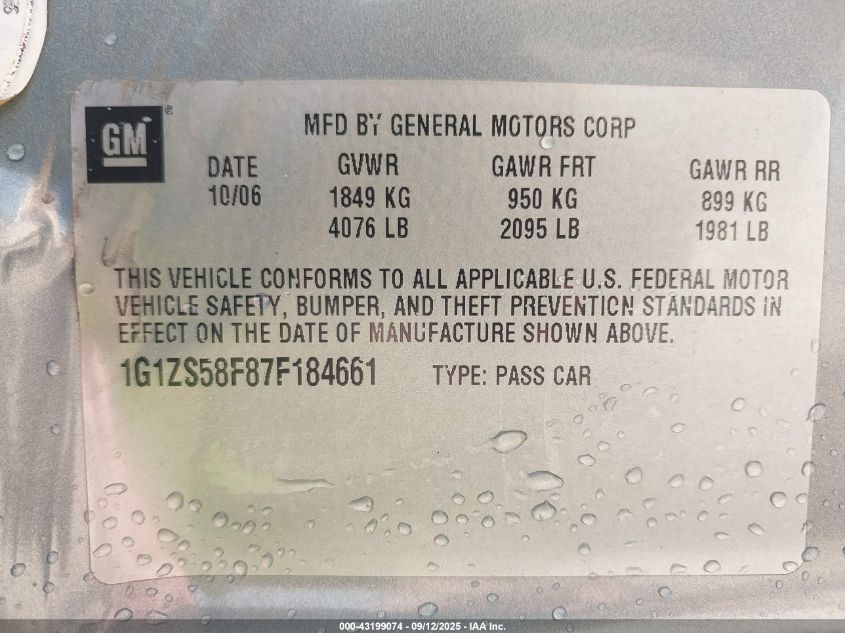 GM
®
MFD BY GENERAL MOTORS CORP
DATE GVWR GAWR FRT GAWR RR
10/06 1849 KG 950 KG 899 KG
4076 LB 2095 LB 1981 LB
THIS VEHICLE CONFORMS TO ALL APPLICABLE U.S. FEDERAL MOTOR
VEHICLE SAFETY, BUMPER, AND THEFT PREVENTION STANDARDS IN
EFFECT ON THE DATE OF MANUFACTURE SHOWN ABOVE.
1G1ZS58F87F184661 TYPE: PASS CAR
000-43199074 - 09/12/2025 - IAA Inc.